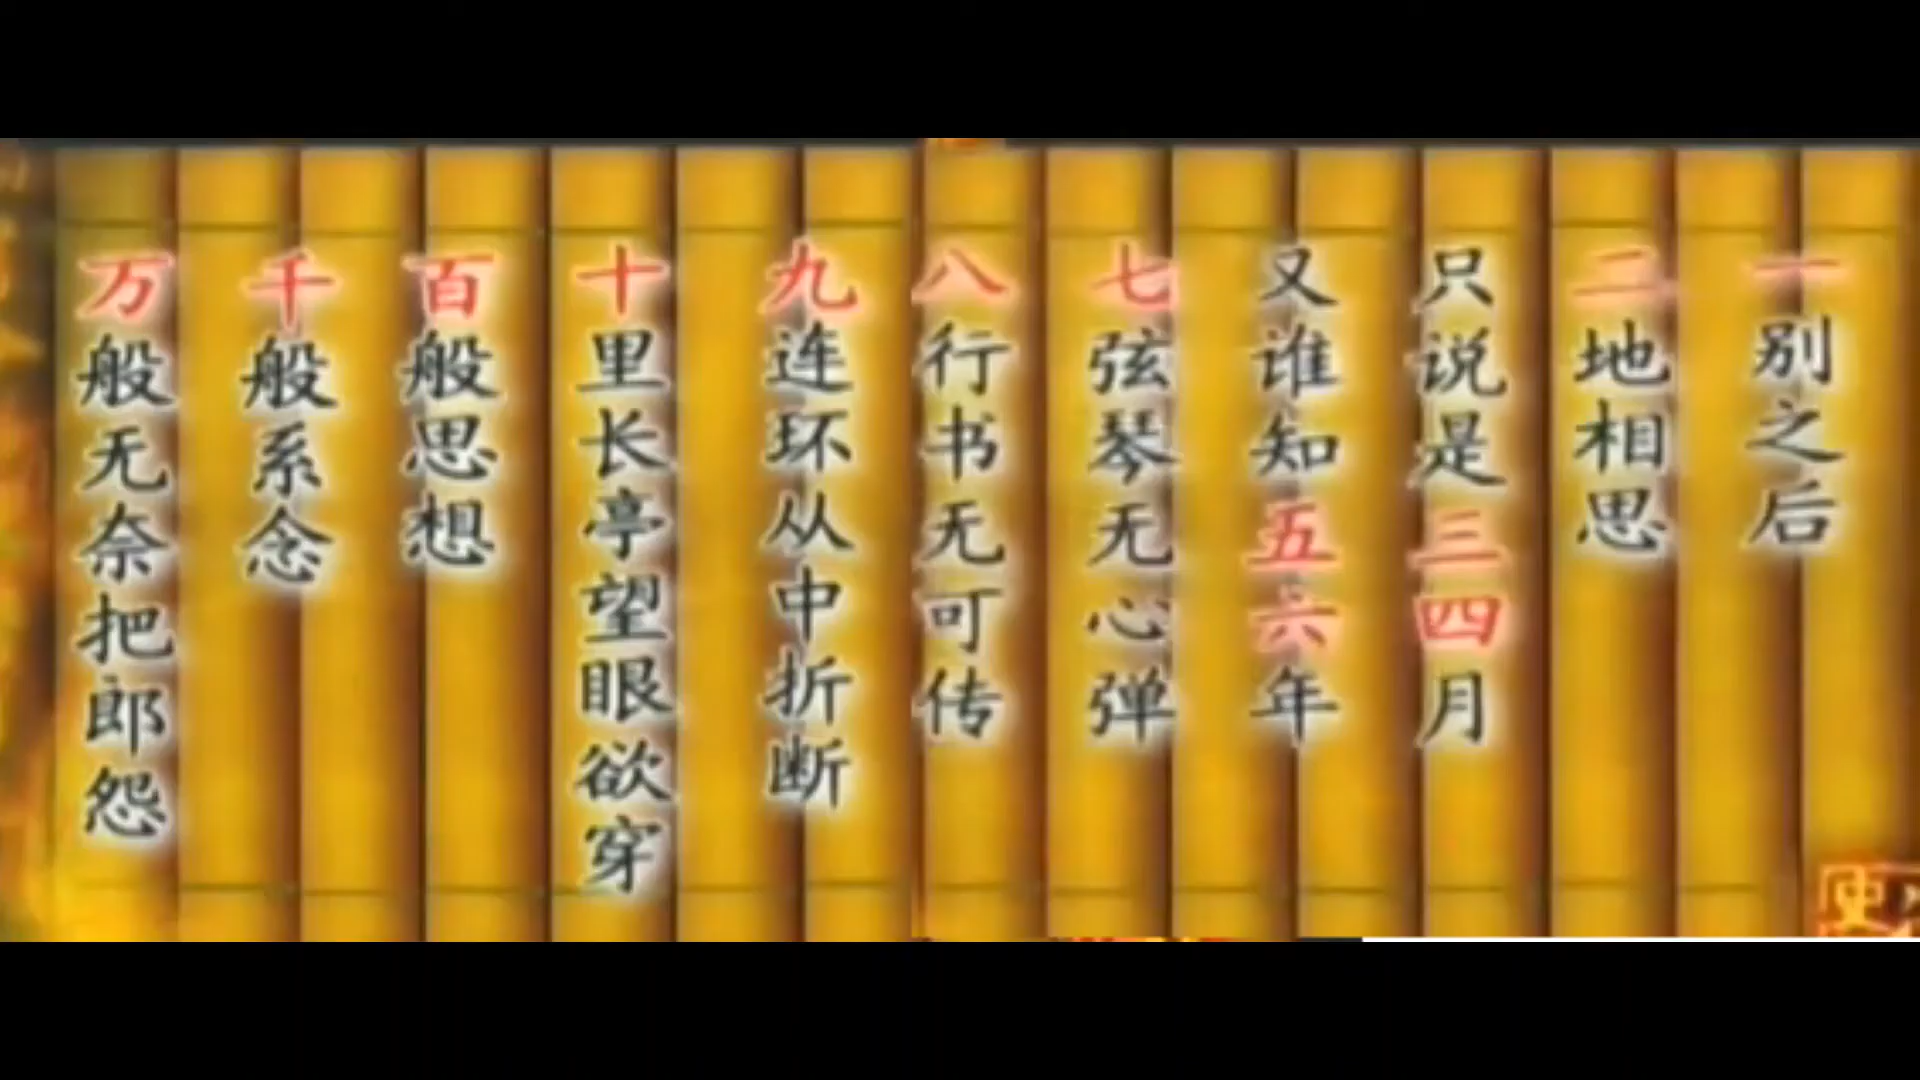 一别之后
二地相思
只说是三四月
又谁知五六年
七弦琴无心弹
八行书无可传
九连环从中折断
十里长亭望眼欲穿
百般思想
千般系念
万般无奈把郎怨
史